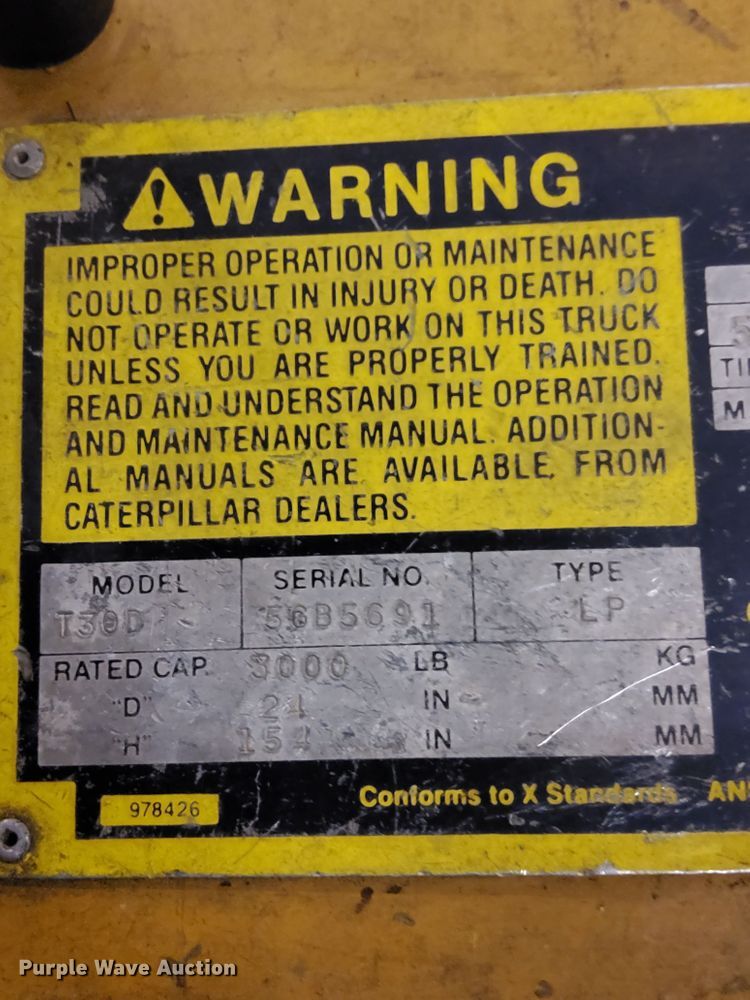 WARNING
IMPROPER OPERATION OR MAINTENANCE
COULD RESULT IN INJURY OR DEATH. DO
NOT OPERATE OR WORK ON THIS TRUCK
UNLESS YOU ARE PROPERLY TRAINED.
READ AND UNDERSTAND THE OPERATION
AND MAINTENANCE MANUAL. ADDITION-
AL MANUALS ARE AVAILABLE FROM
CATERPILLAR DEALERS.
MODEL SERIAL NO. TYPE
T30D 5GB5691 LP
RATED CAP. 3000 LB KG
"D" 24 IN MM
"H" 154 IN MM
978426
Conforms to X Standards AN
Purple Wave Auction